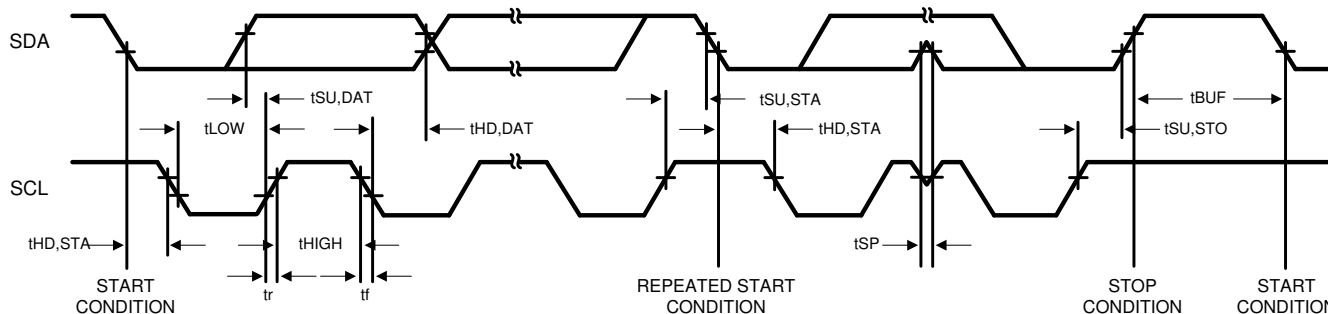 SDA
tSU,DAT
tSU,STA
tBUF
tLOW
tHD,DAT
tHD,STA
tSU,STO
SCL
tHD,STA
tHIGH
tSP
tr
tf
START
CONDITION
REPEATED START
CONDITION
STOP
CONDITION
START
CONDITION